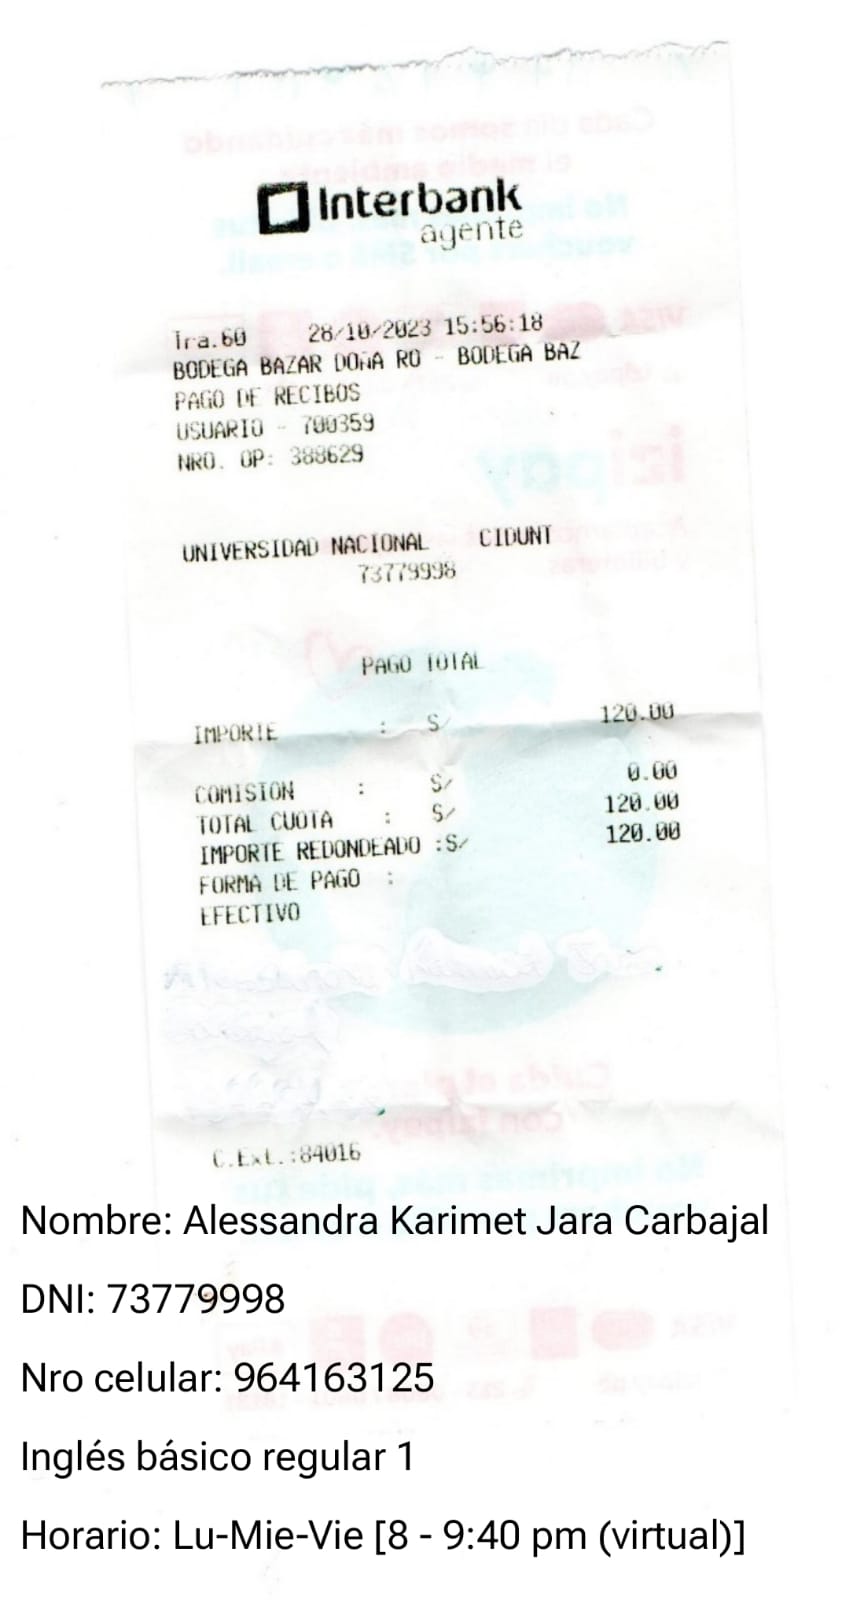 Interbank
agente
Tra.60 28/10/2023 15:56:18
BODEGA BAZAR DOÑA RO - BODEGA BAZ
PAGO DE RECIBOS
USUARIO - 700359
NRO. OP: 388629
UNIVERSIDAD NACIONAL CIDUNT
73779998
PAGO TOTAL
IMPORTE : S/ 120.00
COMISION : S/ 0.00
TOTAL CUOTA : S/ 120.00
IMPORTE REDONDEADO :S/ 120.00
FORMA DE PAGO :
EFECTIVO
C.Ext.:84016
Nombre: Alessandra Karimet Jara Carbajal
DNI: 73779998
Nro celular: 964163125
Inglés básico regular 1
Horario: Lu-Mie-Vie [8 - 9:40 pm (virtual)]